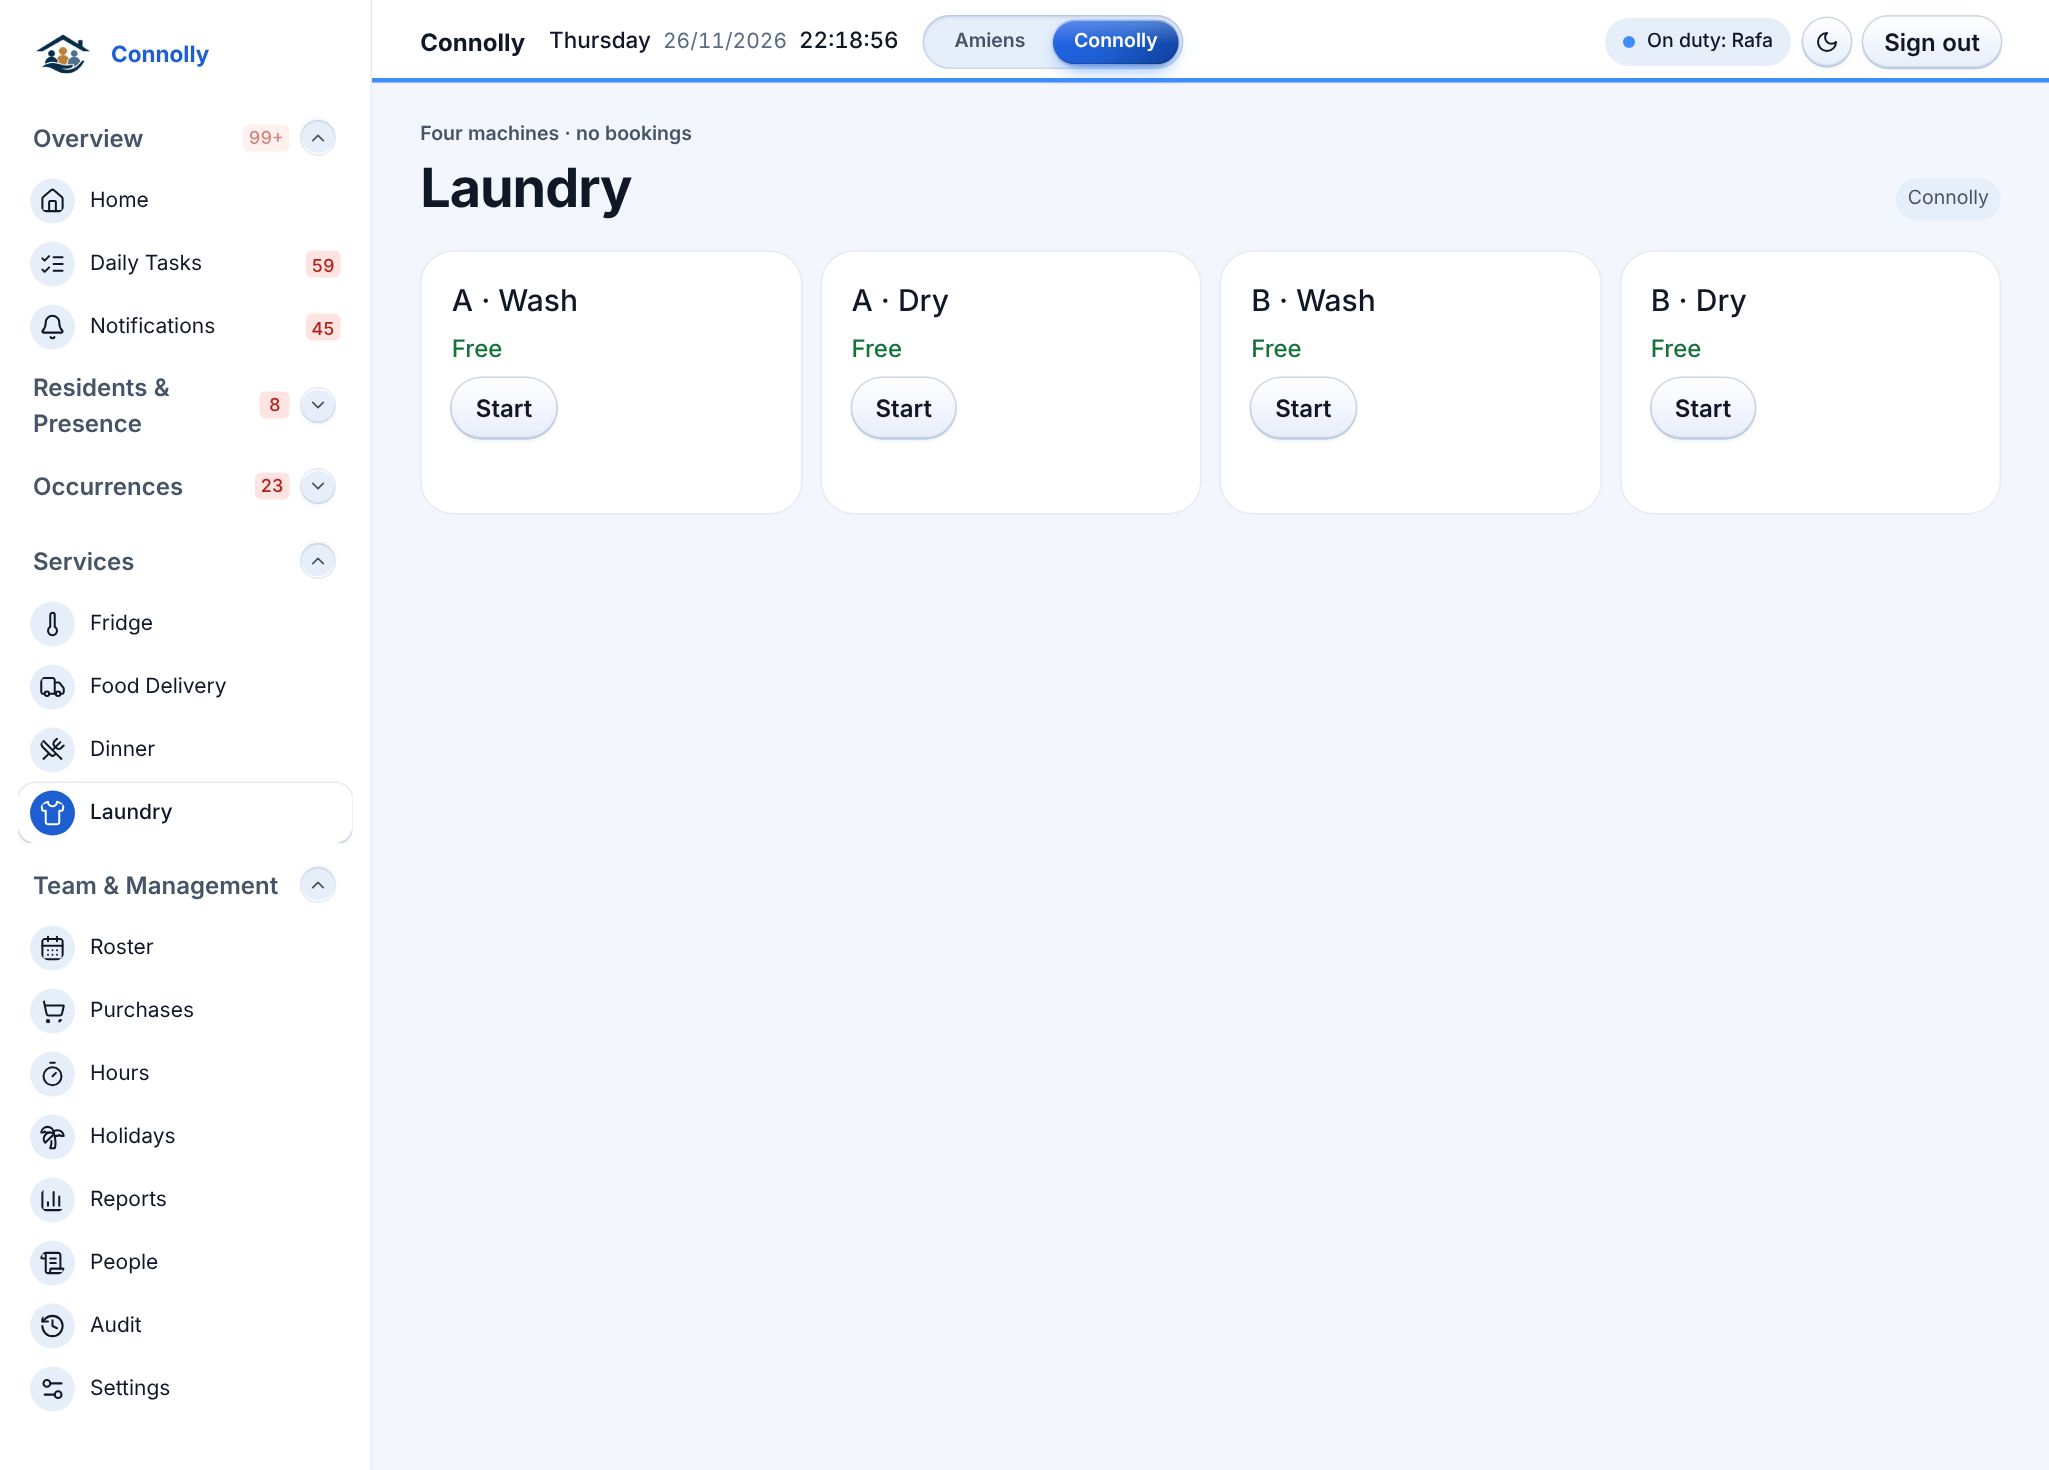 Connolly
Overview 99+
Home
Daily Tasks 59
Notifications 45
Residents &
Presence 8
Occurrences 23
Services
Fridge
Food Delivery
Dinner
Laundry
Team & Management
Roster
Purchases
Hours
Holidays
Reports
People
Audit
Settings
Connolly Thursday 26/11/2026 22:18:56 Amiens Connolly On duty: Rafa Sign out
Four machines · no bookings
Laundry
Connolly
A · Wash
Free
Start
A · Dry
Free
Start
B · Wash
Free
Start
B · Dry
Free
Start